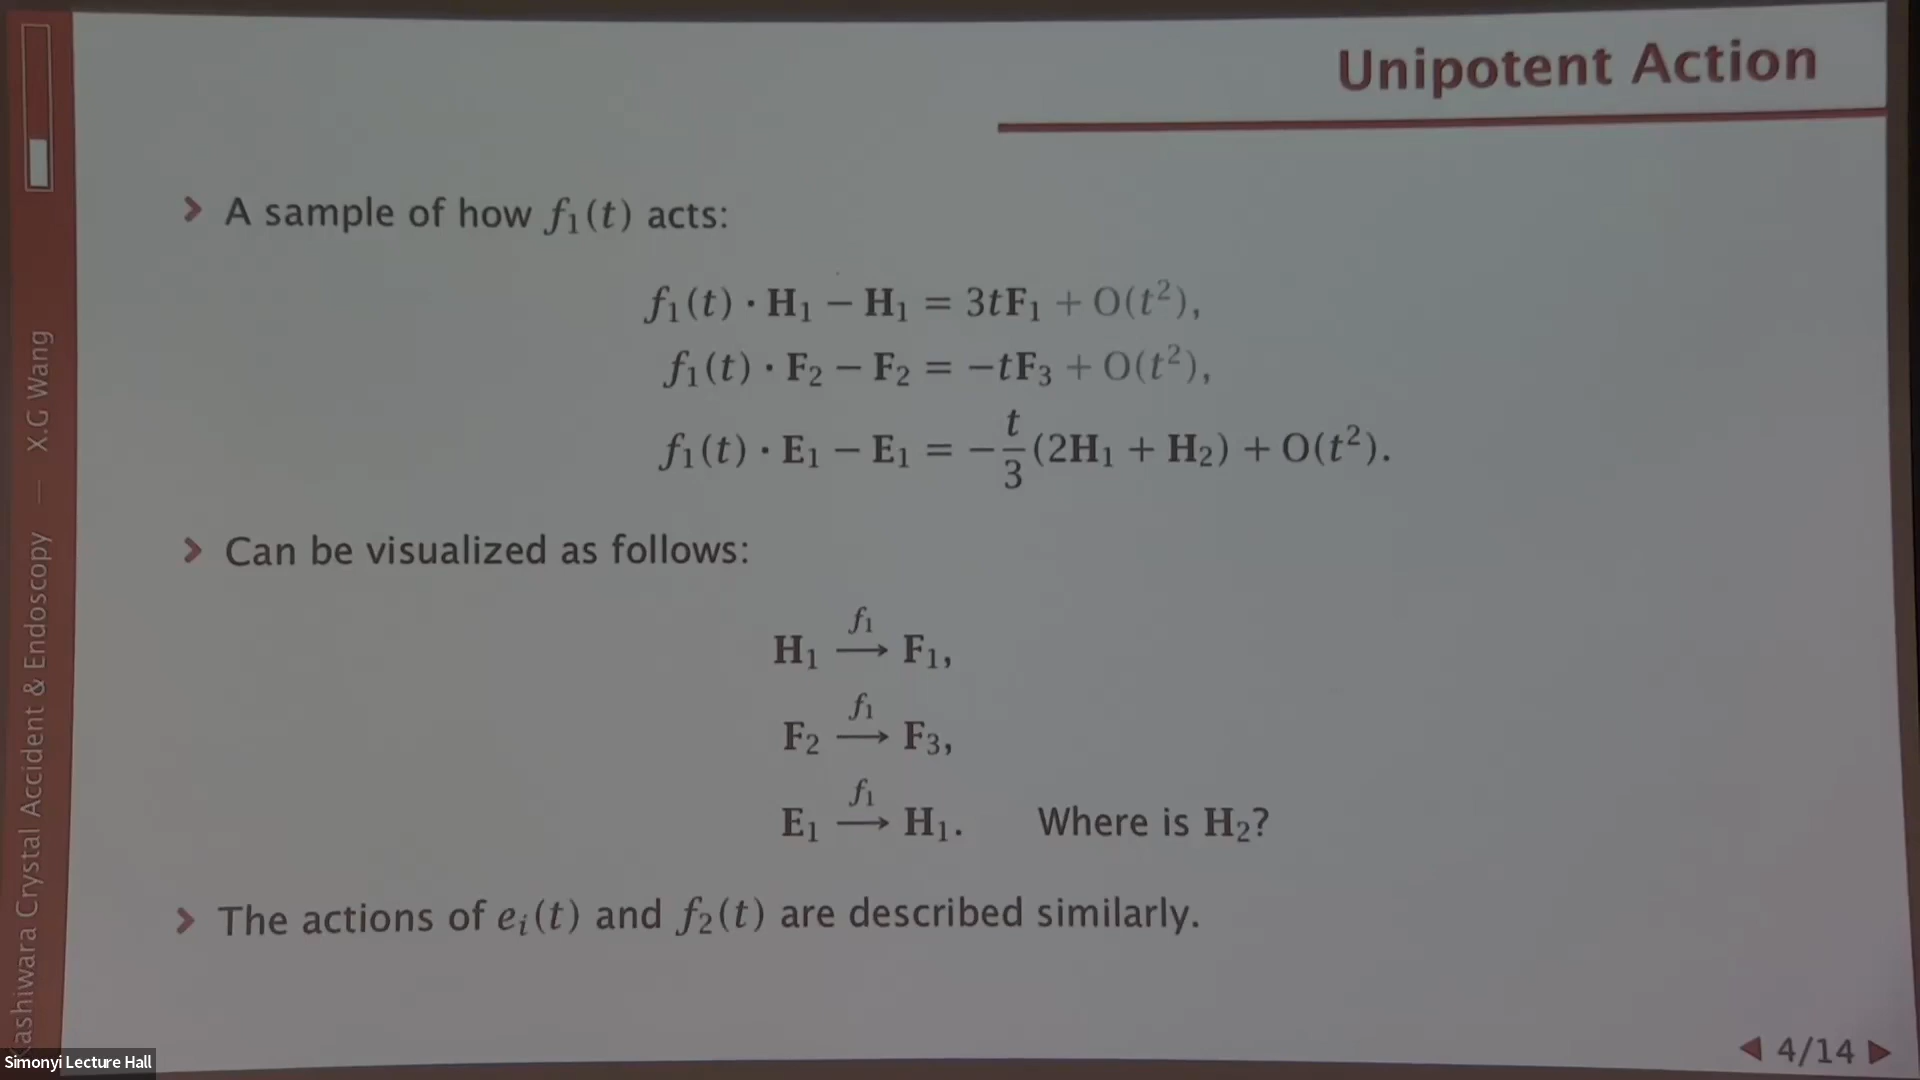 Unipotent Action
A sample of how f₁(t) acts:
f₁(t) · H₁ − H₁ = 3tF₁ + O(t²),
f₁(t) · F₂ − F₂ = −tF₃ + O(t²),
f₁(t) · E₁ − E₁ = −t/3(2H₁ + H₂) + O(t²).
Can be visualized as follows:
H₁ —f₁→ F₁,
F₂ —f₁→ F₃,
E₁ —f₁→ H₁. Where is H₂?
The actions of eᵢ(t) and f₂(t) are described similarly.
4/14
ashiwara Crystal Accident & Endoscopy — X.G Wang
Simonyi Lecture Hall